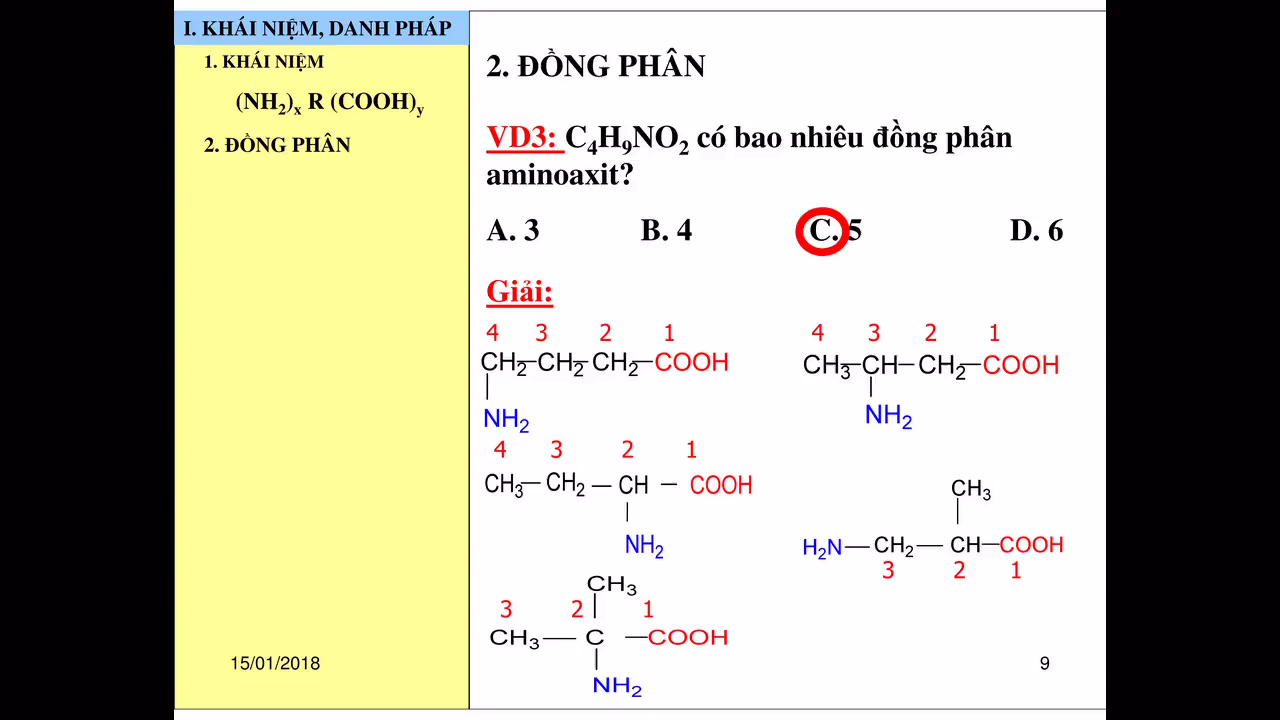 I. KHÁI NIỆM, DANH PHÁP
1. KHÁI NIỆM
(NH2)x R (COOH)y
2. ĐỒNG PHÂN
2. ĐỒNG PHÂN
VD3: C4H9NO2 có bao nhiêu đồng phân
aminoaxit?
A. 3 B. 4 C. 5 D. 6
Giải:
4 3 2 1
CH2 CH2 CH2 COOH
NH2
4 3 2 1
CH3 CH CH2 COOH
NH2
4 3 2 1
CH3 CH2 CH COOH
NH2
CH3
H2N CH2 CH COOH
3 2 1
CH3
3 2 1
CH3 C COOH
NH2
15/01/2018
9